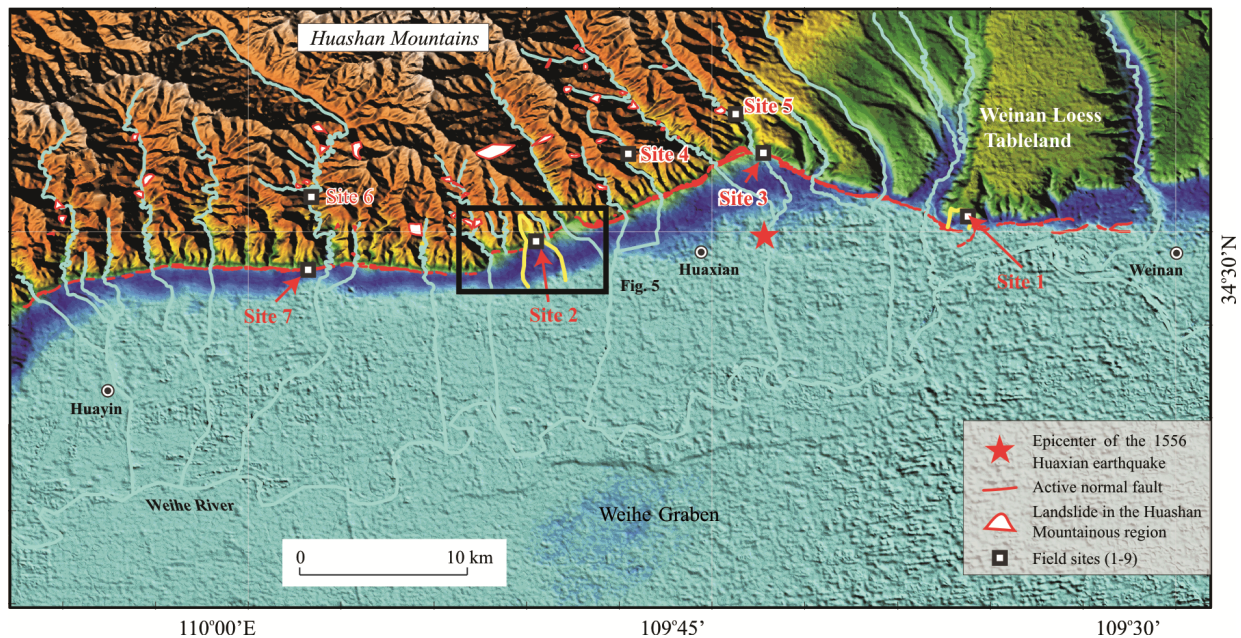 Huashan Mountains
Weinan Loess
Tableland
Site 5
Site 4
Site 3
Site 6
Site 1
Site 2
Site 7
Huaxian
Weinan
Fig. 5
34°30'N
Huayin
Weihe River
Weihe Graben
0 10 km
Epicenter of the 1556
Huaxian earthquake
Active normal fault
Landslide in the Huashan
Mountainous region
Field sites (1-9)
110°00'E 109°45' 109°30'